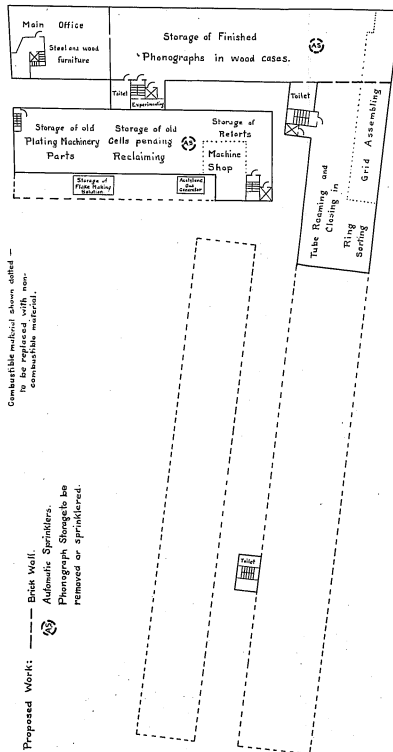 Main Office
Steel and wood
furniture
Storage of Finished
Phonographs in wood cases.
AS
Toilet
Experimenting
Toilet
Storage of old
Plating Machinery
Parts
Storage of old
Cells pending
Reclaiming
AS
Storage of
Retorts
Machine
Shop
Storage of
Flake Making
Solution
Acetylene
Gas
Generator
Tube Reaming and
Closing in
Ring
Sorting
Grid Assembling
Toilet
Combustible material shown dotted —
to be replaced with non-
combustible material.
Proposed Work: — Brick Wall.
AS Automatic Sprinklers.
Phonograph Storage to be
removed or sprinklered.